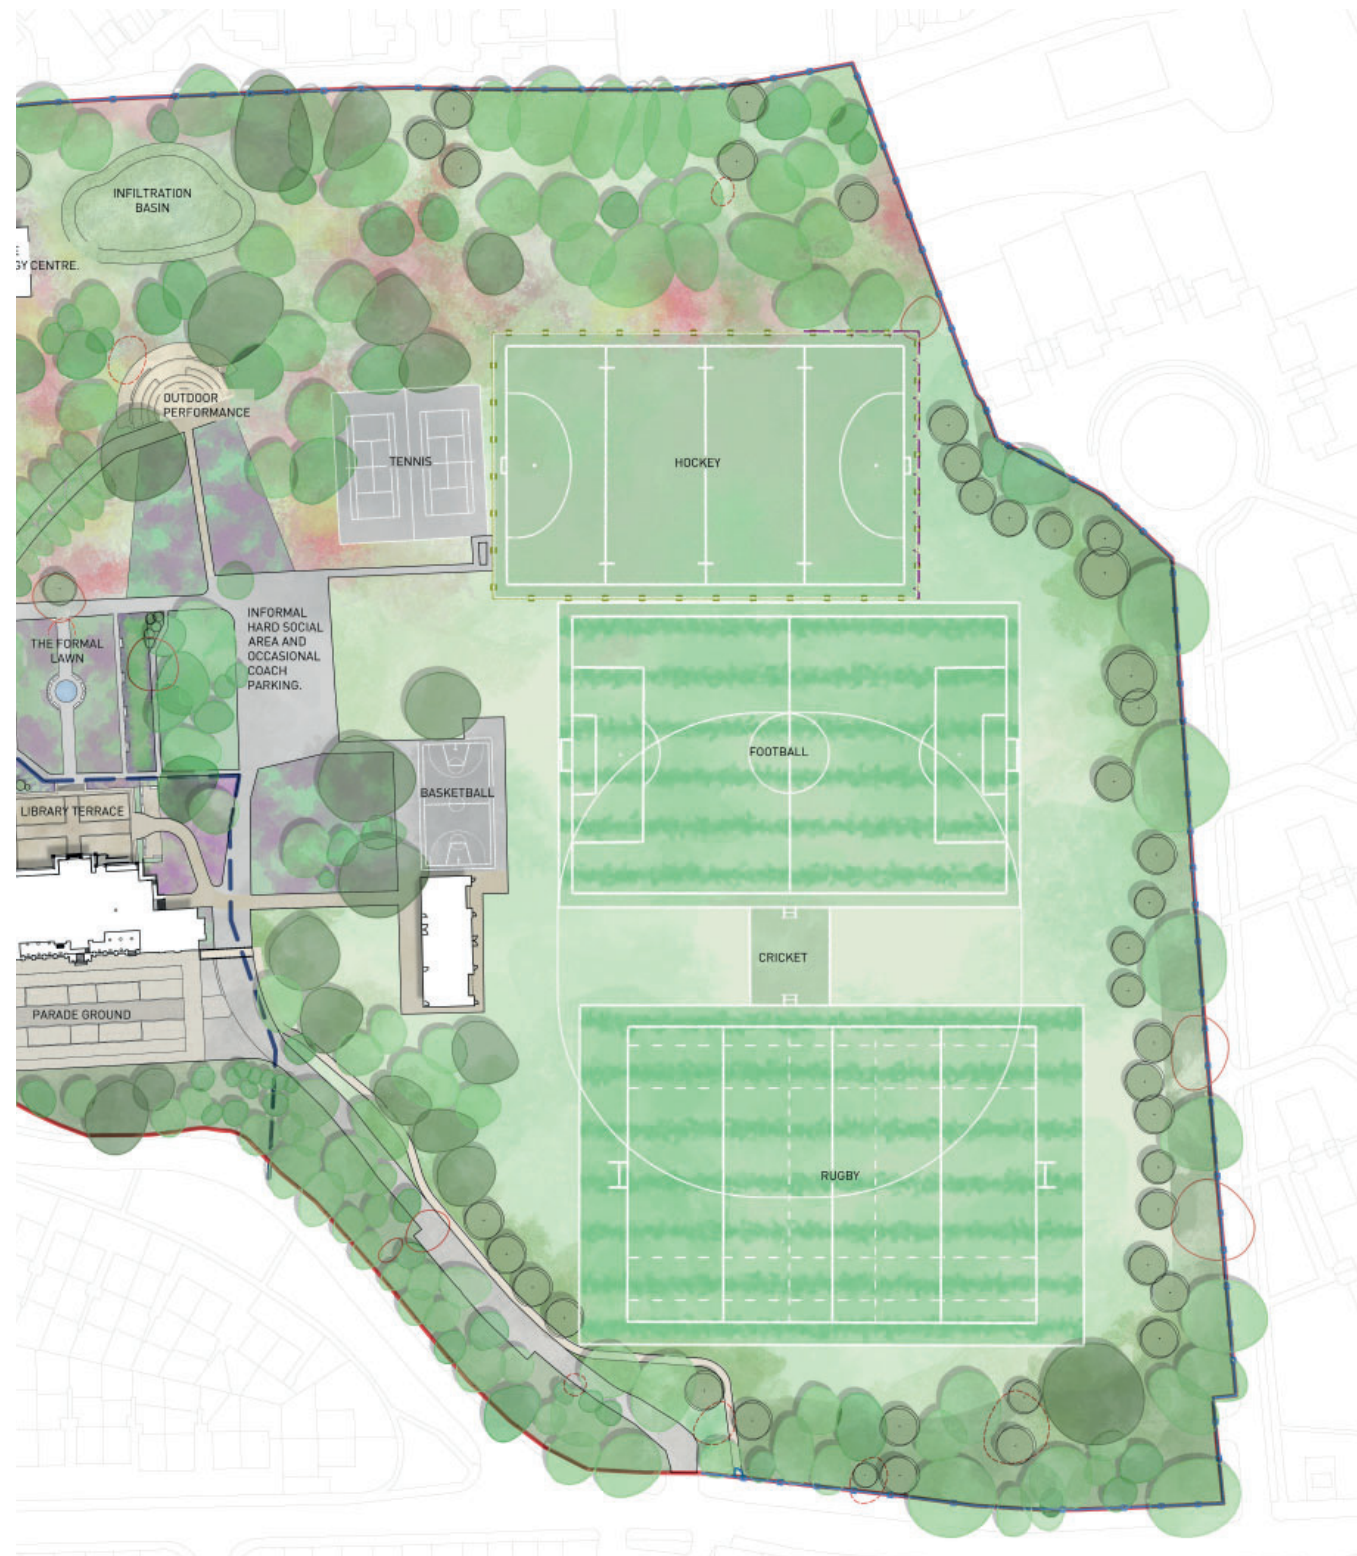 INFILTRATION
BASIN
GY CENTRE.
OUTDOOR
PERFORMANCE
TENNIS
HOCKEY
INFORMAL
HARD SOCIAL
AREA AND
OCCASIONAL
COACH
PARKING.
THE FORMAL
LAWN
FOOTBALL
BASKETBALL
LIBRARY TERRACE
CRICKET
PARADE GROUND
RUGBY